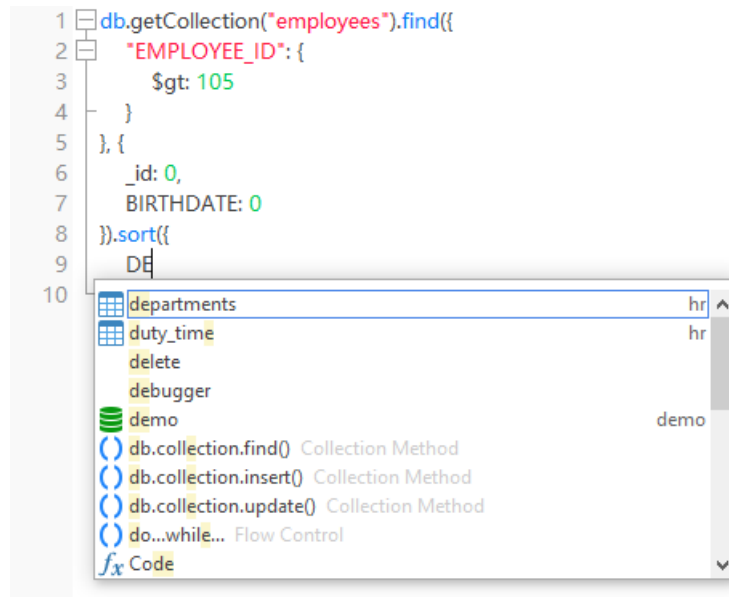 1 db.getCollection("employees").find({
2 "EMPLOYEE_ID": {
3 $gt: 105
4 }
5 }, {
6 _id: 0,
7 BIRTHDATE: 0
8 }).sort({
9 DE
10
departments hr
duty_time hr
delete
debugger
demo demo
db.collection.find() Collection Method
db.collection.insert() Collection Method
db.collection.update() Collection Method
do...while... Flow Control
fx Code